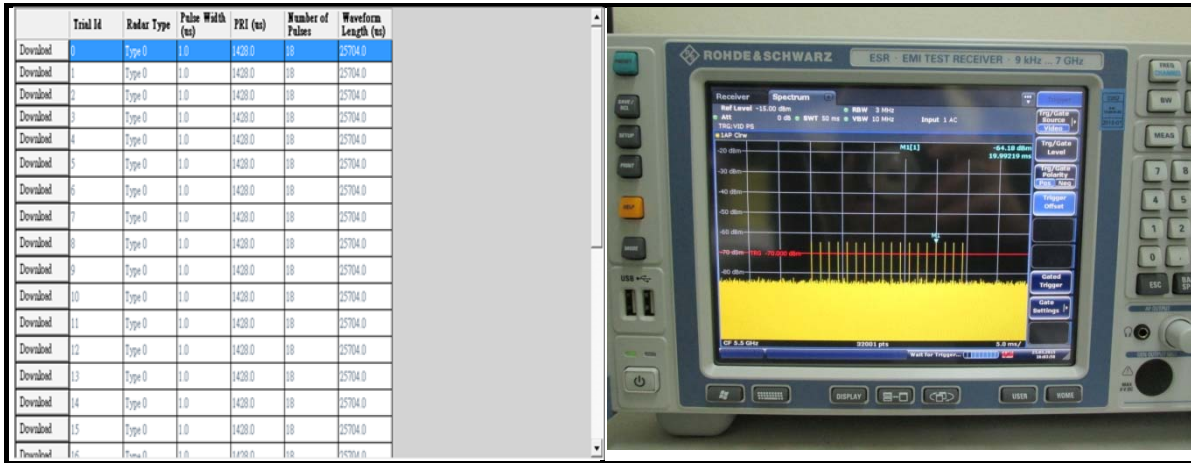 Trial Id Radar Type Pulse Width (us) PRI (us) Number of Pulses Waveform Length (us)
Download 0 Type 0 1.0 1428.0 18 25704.0
Download 1 Type 0 1.0 1428.0 18 25704.0
Download 2 Type 0 1.0 1428.0 18 25704.0
Download 3 Type 0 1.0 1428.0 18 25704.0
Download 4 Type 0 1.0 1428.0 18 25704.0
Download 5 Type 0 1.0 1428.0 18 25704.0
Download 6 Type 0 1.0 1428.0 18 25704.0
Download 7 Type 0 1.0 1428.0 18 25704.0
Download 8 Type 0 1.0 1428.0 18 25704.0
Download 9 Type 0 1.0 1428.0 18 25704.0
Download 10 Type 0 1.0 1428.0 18 25704.0
Download 11 Type 0 1.0 1428.0 18 25704.0
Download 12 Type 0 1.0 1428.0 18 25704.0
Download 13 Type 0 1.0 1428.0 18 25704.0
Download 14 Type 0 1.0 1428.0 18 25704.0
Download 15 Type 0 1.0 1428.0 18 25704.0
Download 16 Type 0 1.0 1428.0 18 25704.0
ROHDE&SCHWARZ ESR · EMI TEST RECEIVER · 9 kHz ... 7 GHz
Receiver Spectrum
Ref Level -15.00 dBm RBW 3 MHz
Att 0 dB SWT 50 ms VBW 10 MHz Input 1 AC
TRG:VID PS
1AP Clrw
M1[1] -64.18 dBm
19.99219 ms
-20 dBm
-30 dBm
-40 dBm
-50 dBm
-60 dBm
M1
-70 dBm TRG -70.000 dBm
-80 dBm
CF 5.5 GHz 32001 pts 5.0 ms/
Wait for Trigger...
Trg/Gate Source
Video
Trg/Gate Level
Trg/Gate Polarity
Pos Neg
Trigger Offset
Gated Trigger
Gate Settings
PRESET
SETUP
PRINT
HELP
MODE
USB
FREQ
CHANNEL
BW
MEAS
7 8
4 5
1 2
0 .
ESC
DISPLAY
USER
HOME